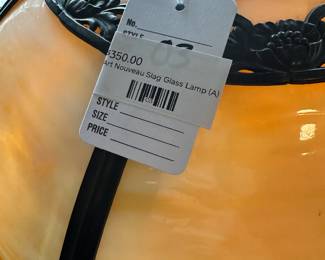 No.
STYLE
$350.00
Art Nouveau Slag Glass Lamp (A)
STYLE
SIZE
PRICE